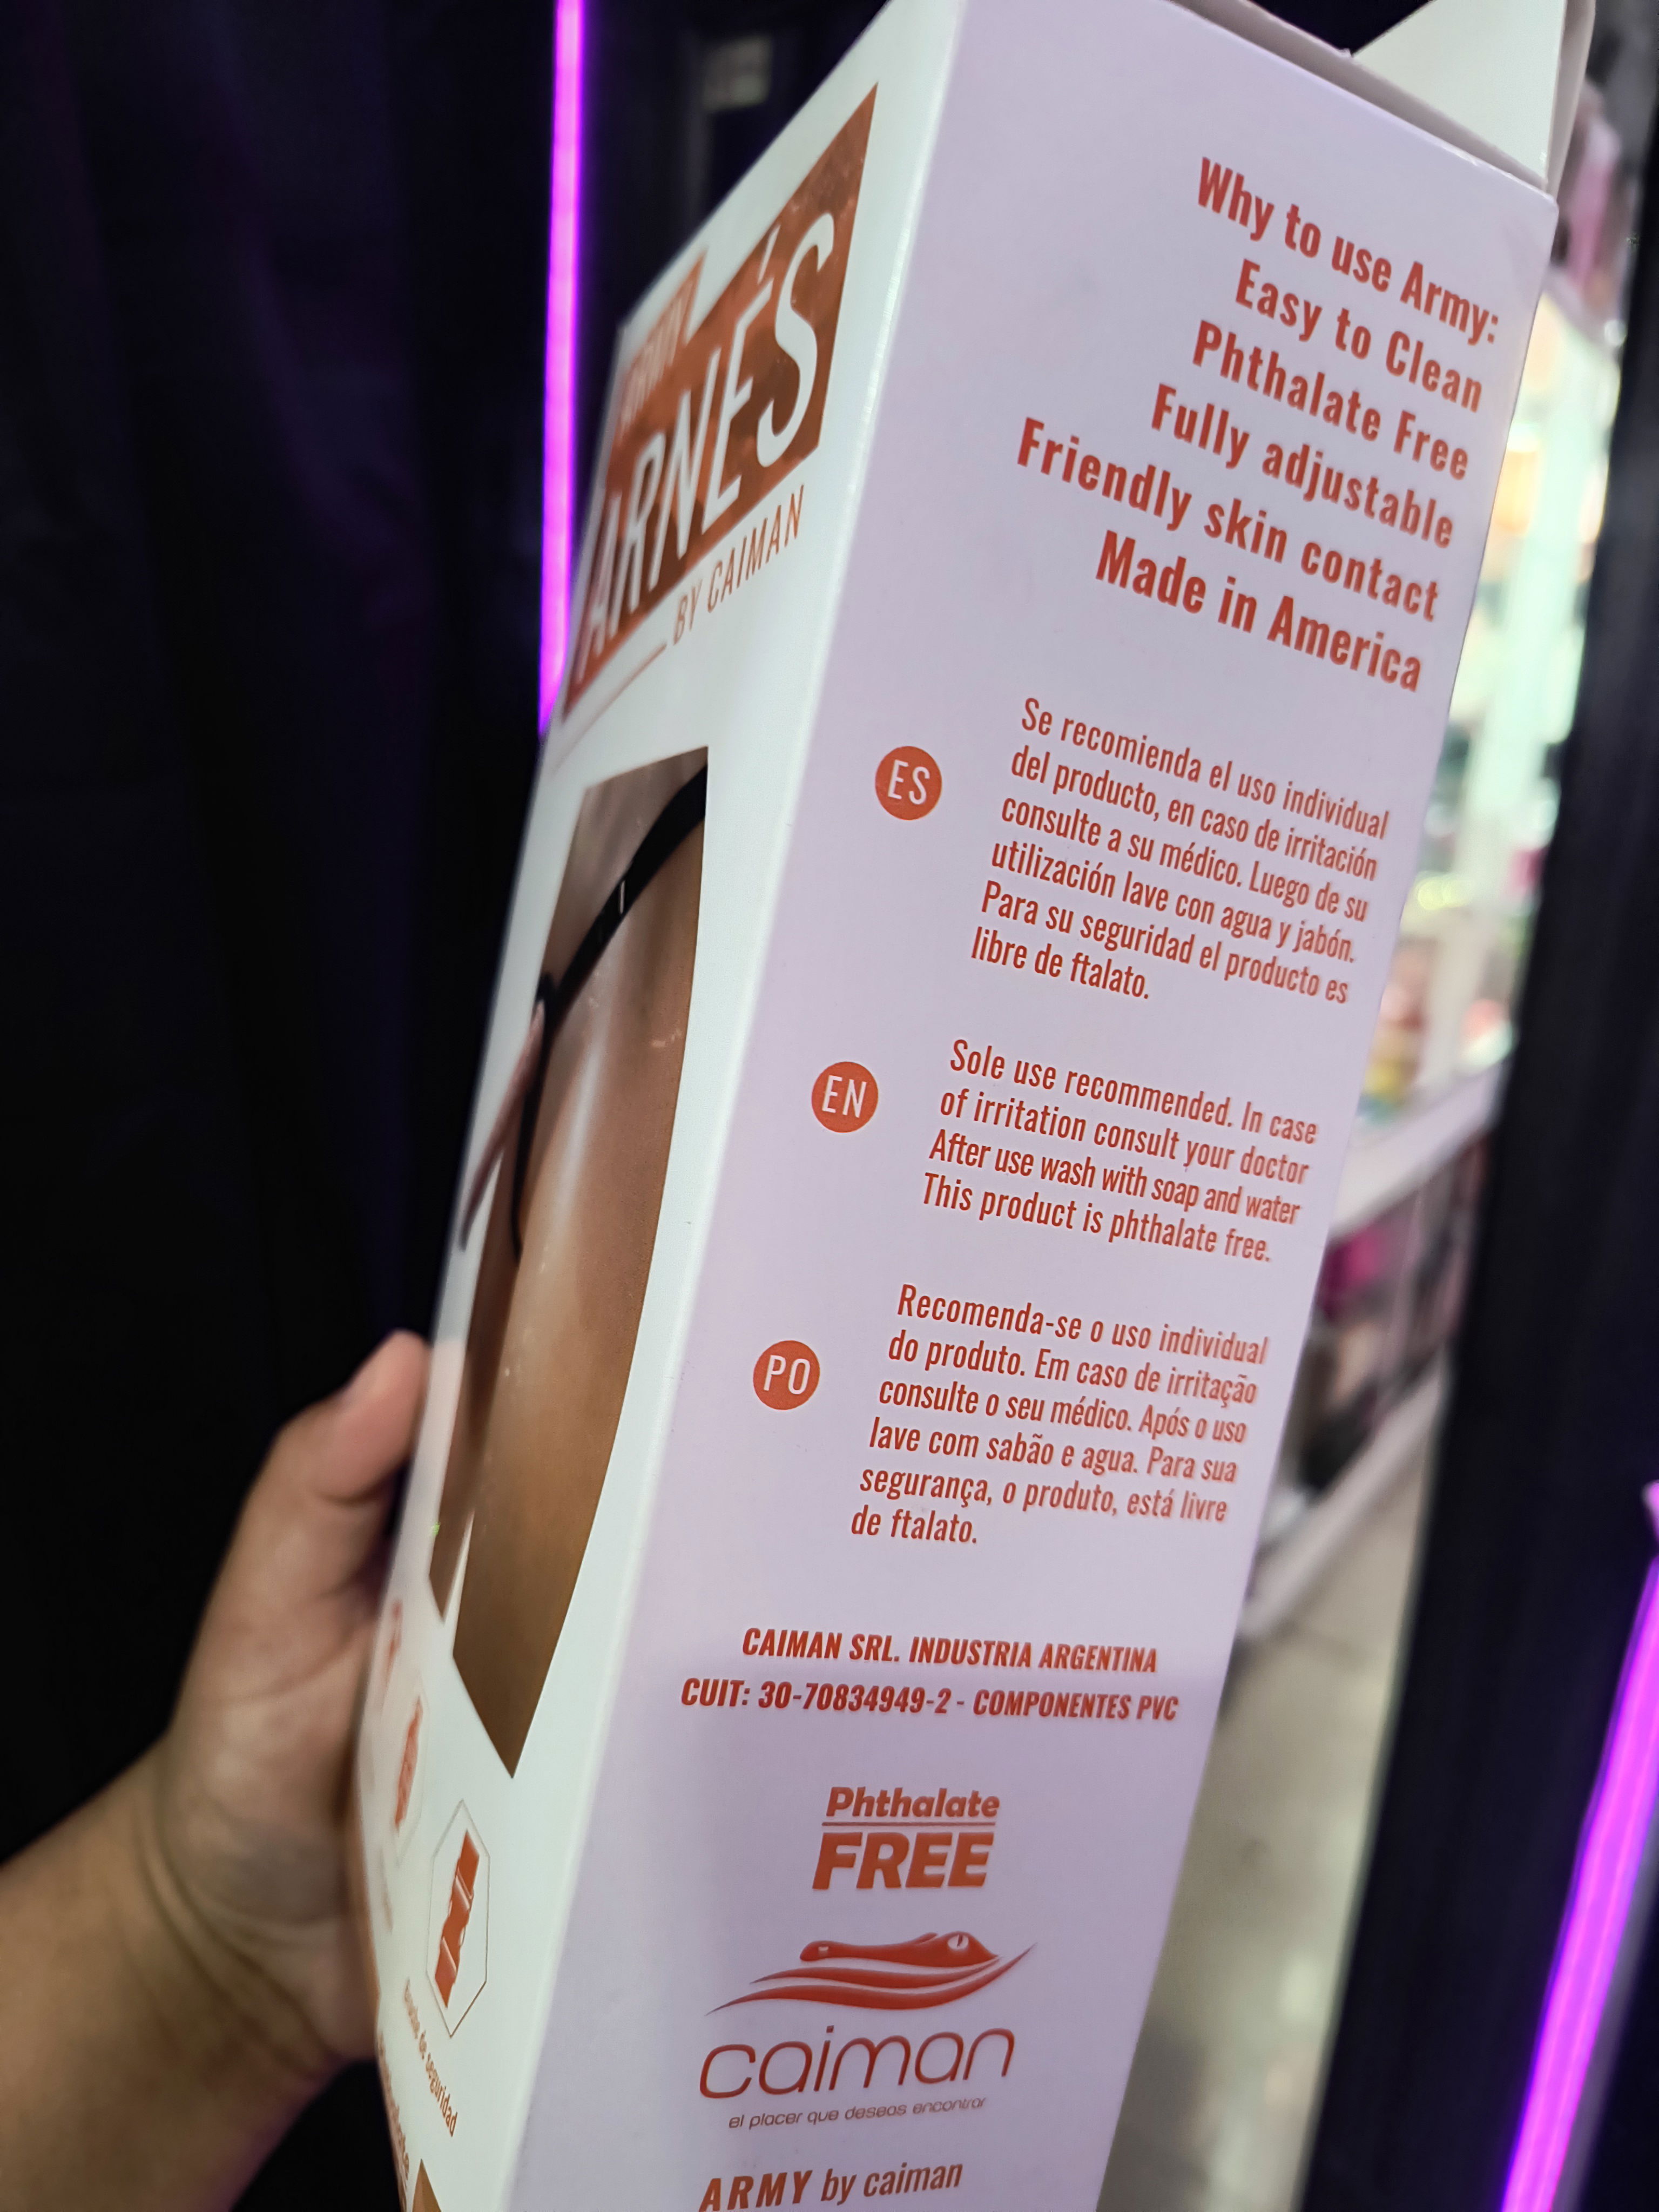 ARNÉS
BY CAIMAN
Why to use Army:
Easy to Clean
Phthalate Free
Fully adjustable
Friendly skin contact
Made in America
ES
Se recomienda el uso individual
del producto, en caso de irritación
consulte a su médico. Luego de su
utilización lave con agua y jabón.
Para su seguridad el producto es
libre de ftalato.
EN
Sole use recommended. In case
of irritation consult your doctor
After use wash with soap and water
This product is phthalate free.
PO
Recomenda-se o uso individual
do produto. Em caso de irritação
consulte o seu médico. Após o uso
lave com sabão e agua. Para sua
segurança, o produto, está livre
de ftalato.
CAIMAN SRL. INDUSTRIA ARGENTINA
CUIT: 30-70834949-2 - COMPONENTES PVC
Phthalate
FREE
caiman
el placer que deseas encontrar
ARMY by caiman
de seguridad